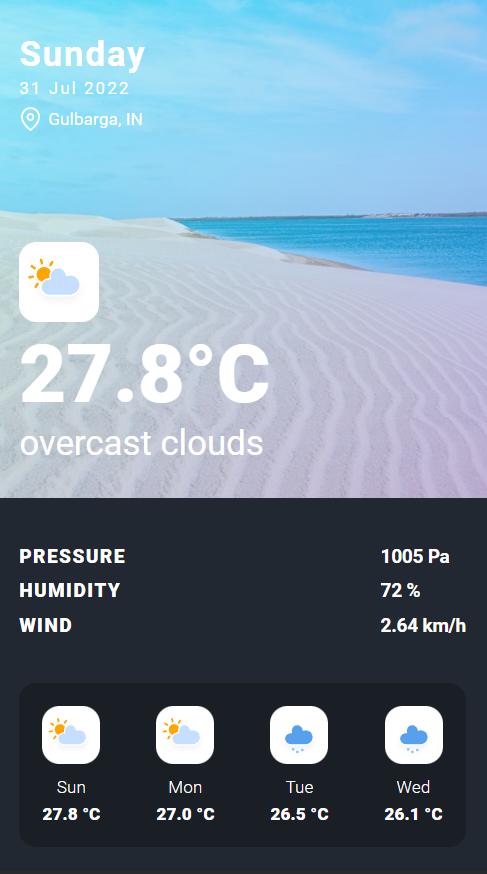 Sunday
31 Jul 2022
Gulbarga, IN
27.8°C
overcast clouds
PRESSURE 1005 Pa
HUMIDITY 72 %
WIND 2.64 km/h
Sun Mon Tue Wed
27.8 °C 27.0 °C 26.5 °C 26.1 °C